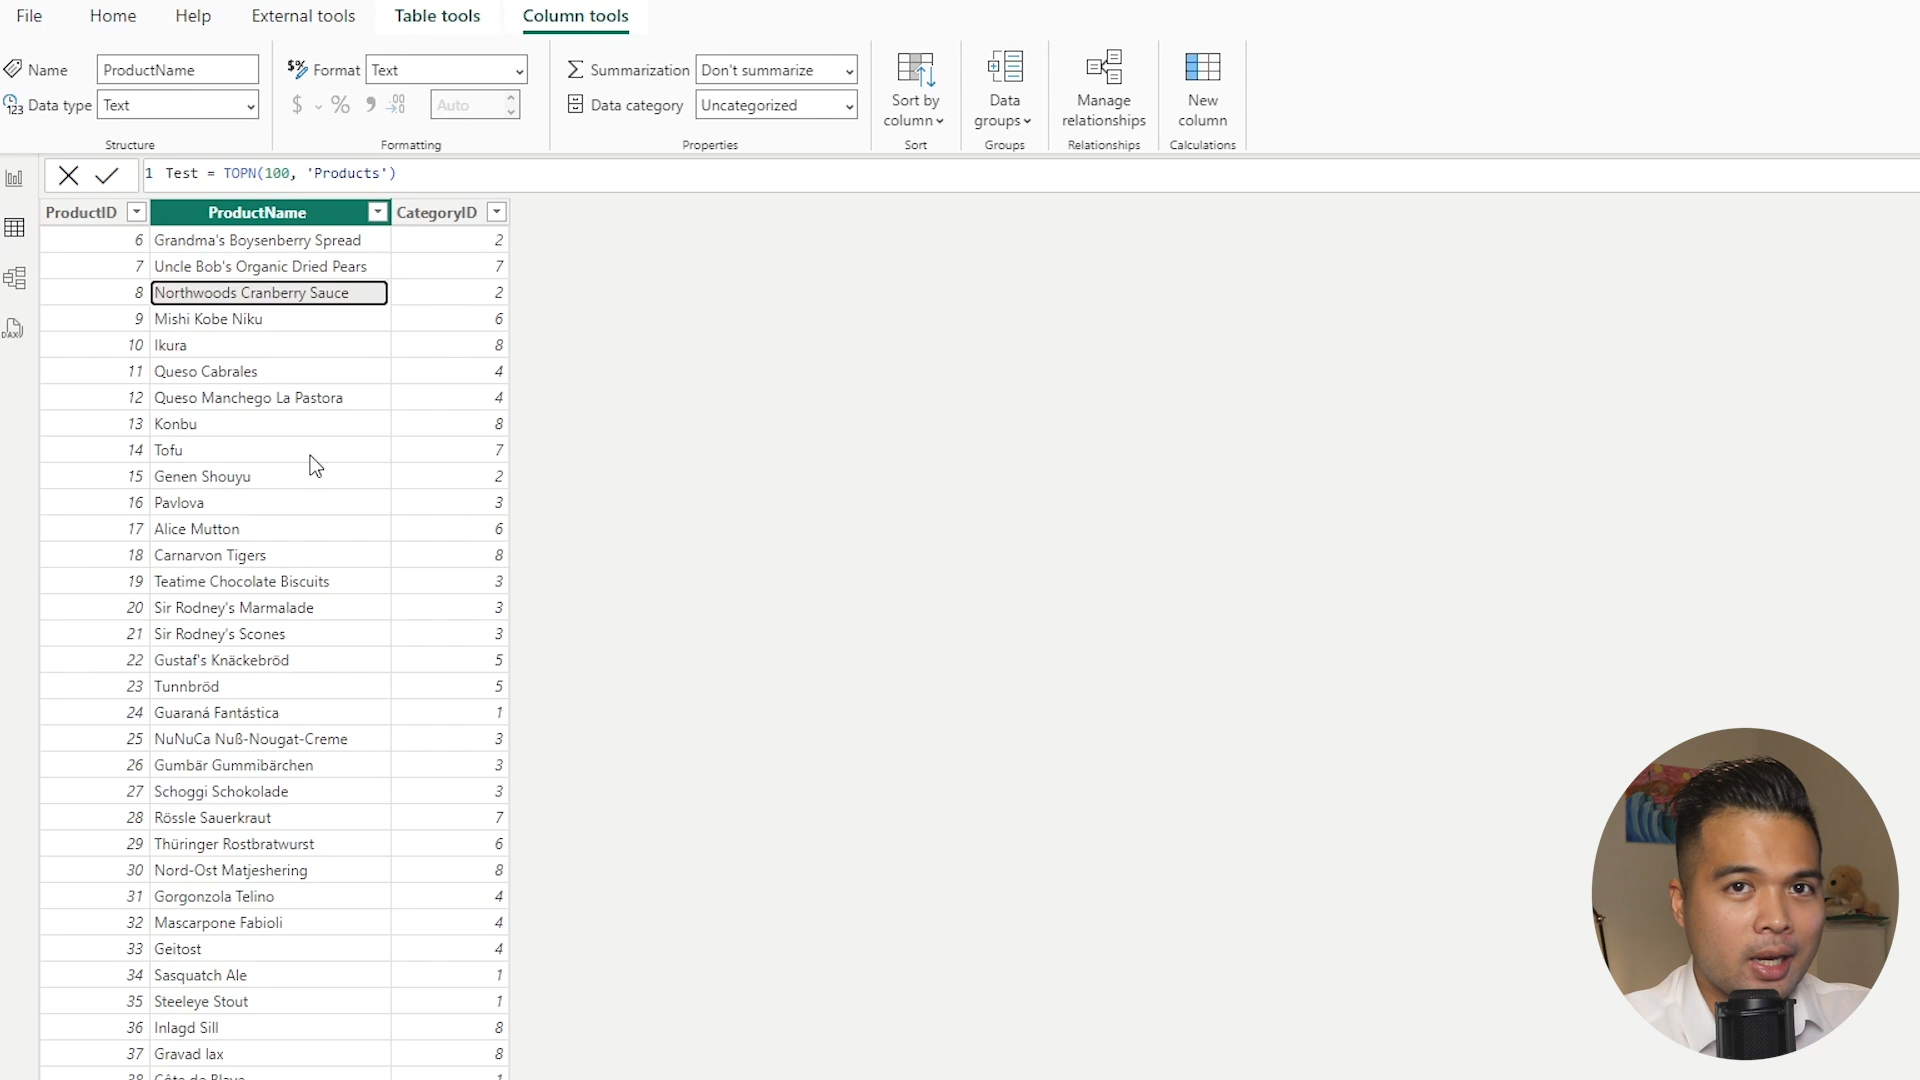 File Home Help External tools Table tools Column tools
Name ProductName Format Text Summarization Don't summarize
Data type Text $ % Auto Data category Uncategorized
Sort by column Data groups Manage relationships New column
Structure Formatting Properties Sort Groups Relationships Calculations
1 Test = TOPN(100, 'Products')
ProductID ProductName CategoryID
6 Grandma's Boysenberry Spread 2
7 Uncle Bob's Organic Dried Pears 7
8 Northwoods Cranberry Sauce 2
9 Mishi Kobe Niku 6
10 Ikura 8
11 Queso Cabrales 4
12 Queso Manchego La Pastora 4
13 Konbu 8
14 Tofu 7
15 Genen Shouyu 2
16 Pavlova 3
17 Alice Mutton 6
18 Carnarvon Tigers 8
19 Teatime Chocolate Biscuits 3
20 Sir Rodney's Marmalade 3
21 Sir Rodney's Scones 3
22 Gustaf's Knäckebröd 5
23 Tunnbröd 5
24 Guaraná Fantástica 1
25 NuNuCa Nuß-Nougat-Creme 3
26 Gumbär Gummibärchen 3
27 Schoggi Schokolade 3
28 Rössle Sauerkraut 7
29 Thüringer Rostbratwurst 6
30 Nord-Ost Matjeshering 8
31 Gorgonzola Telino 4
32 Mascarpone Fabioli 4
33 Geitost 4
34 Sasquatch Ale 1
35 Steeleye Stout 1
36 Inlagd Sill 8
37 Gravad lax 8